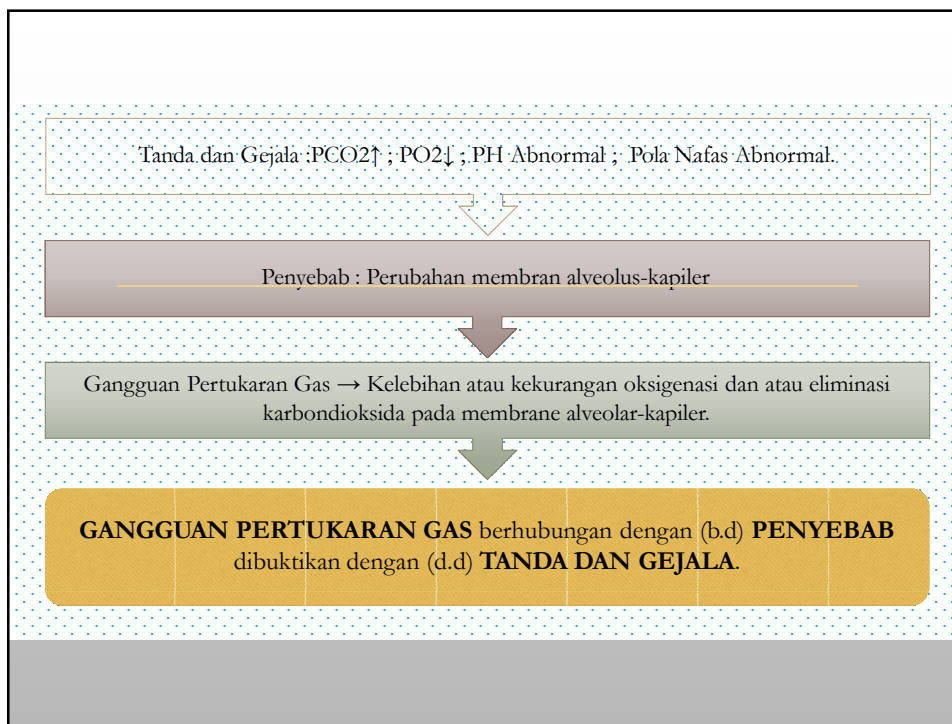 Tanda dan Gejala :PCO2↑ ; PO2↓ ; PH Abnormal ; Pola Nafas Abnormal.
Penyebab : Perubahan membran alveolus-kapiler
Gangguan Pertukaran Gas → Kelebihan atau kekurangan oksigenasi dan atau eliminasi
karbondioksida pada membrane alveolar-kapiler.
GANGGUAN PERTUKARAN GAS berhubungan dengan (b.d) PENYEBAB
dibuktikan dengan (d.d) TANDA DAN GEJALA.